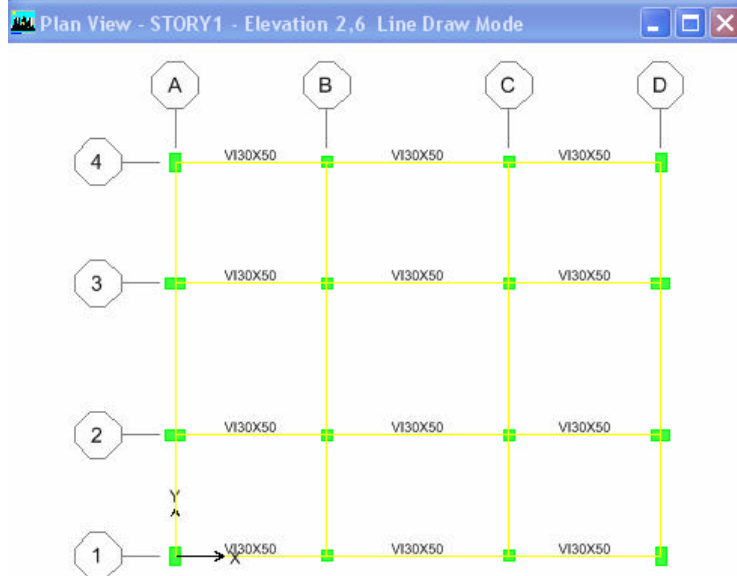 Plan View - STORY1 - Elevation 2,6 Line Draw Mode
A B C D
4 VI30X50 VI30X50 VI30X50
3 VI30X50 VI30X50 VI30X50
2 VI30X50 VI30X50 VI30X50
Y
1 X VI30X50 VI30X50 VI30X50